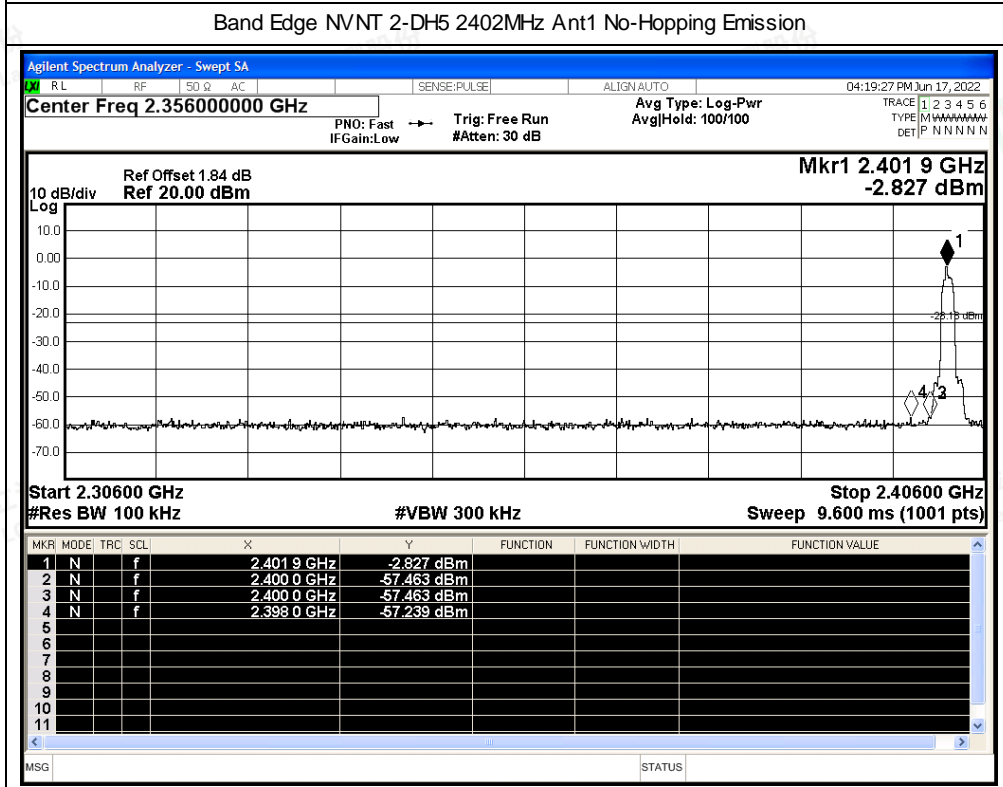 Band Edge NVNT 2-DH5 2402MHz Ant1 No-Hopping Emission
Agilent Spectrum Analyzer - Swept SA
LXI RL RF 50 Ω AC SENSE:PULSE ALIGN AUTO 04:19:27 PM Jun 17, 2022
Center Freq 2.356000000 GHz
PNO: Fast
IFGain:Low
Trig: Free Run
#Atten: 30 dB
Avg Type: Log-Pwr
Avg|Hold: 100/100
TRACE 1 2 3 4 5 6
TYPE M WWWWW
DET P N N N N N
Mkr1 2.401 9 GHz
-2.827 dBm
Ref Offset 1.84 dB
10 dB/div Ref 20.00 dBm
Log
10.0
0.00
-10.0
-20.0
-30.0
-40.0
-50.0
-60.0
-70.0
1
-23.13 dBm
4 3
Start 2.30600 GHz Stop 2.40600 GHz
#Res BW 100 kHz #VBW 300 kHz Sweep 9.600 ms (1001 pts)
MKR MODE TRC SCL X Y FUNCTION FUNCTION WIDTH FUNCTION VALUE
1 N f 2.401 9 GHz -2.827 dBm
2 N f 2.400 0 GHz -57.463 dBm
3 N f 2.400 0 GHz -57.463 dBm
4 N f 2.398 0 GHz -57.239 dBm
5
6
7
8
9
10
11
MSG STATUS